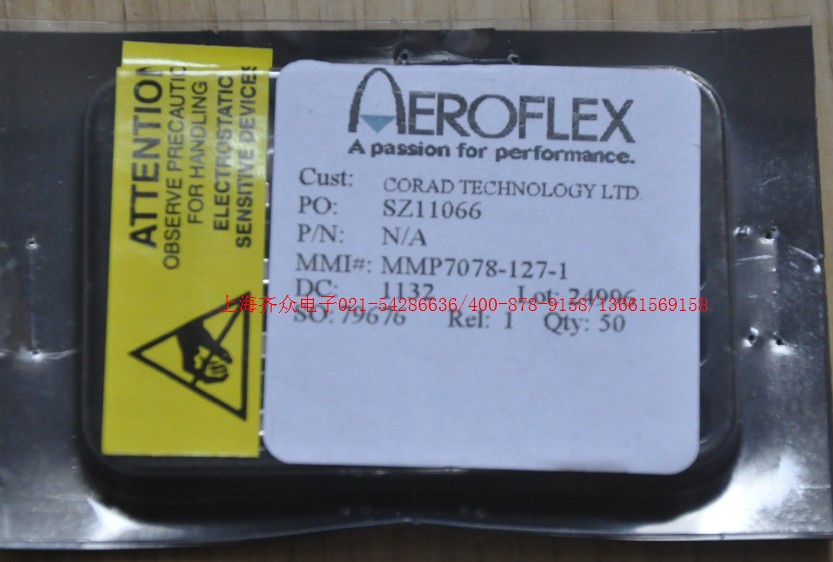 ATTENTION
OBSERVE PRECAUTIO
FOR HANDLING
ELECTROSTATIC
SENSITIVE DEVICES
AEROFLEX
A passion for performance.
Cust: CORAD TECHNOLOGY LTD.
PO: SZ11066
P/N: N/A
MMI#: MMP7078-127-1
DC: 1132 Lot: 24996
上海齐众电子021-54286636/400-878-9158/13661569158
SO: 79676 Rel: 1 Qty: 50